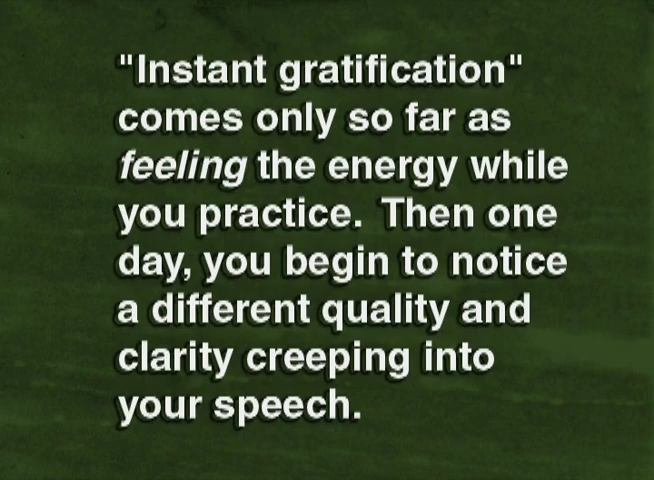 "Instant gratification"
comes only so far as
feeling the energy while
you practice. Then one
day, you begin to notice
a different quality and
clarity creeping into
your speech.